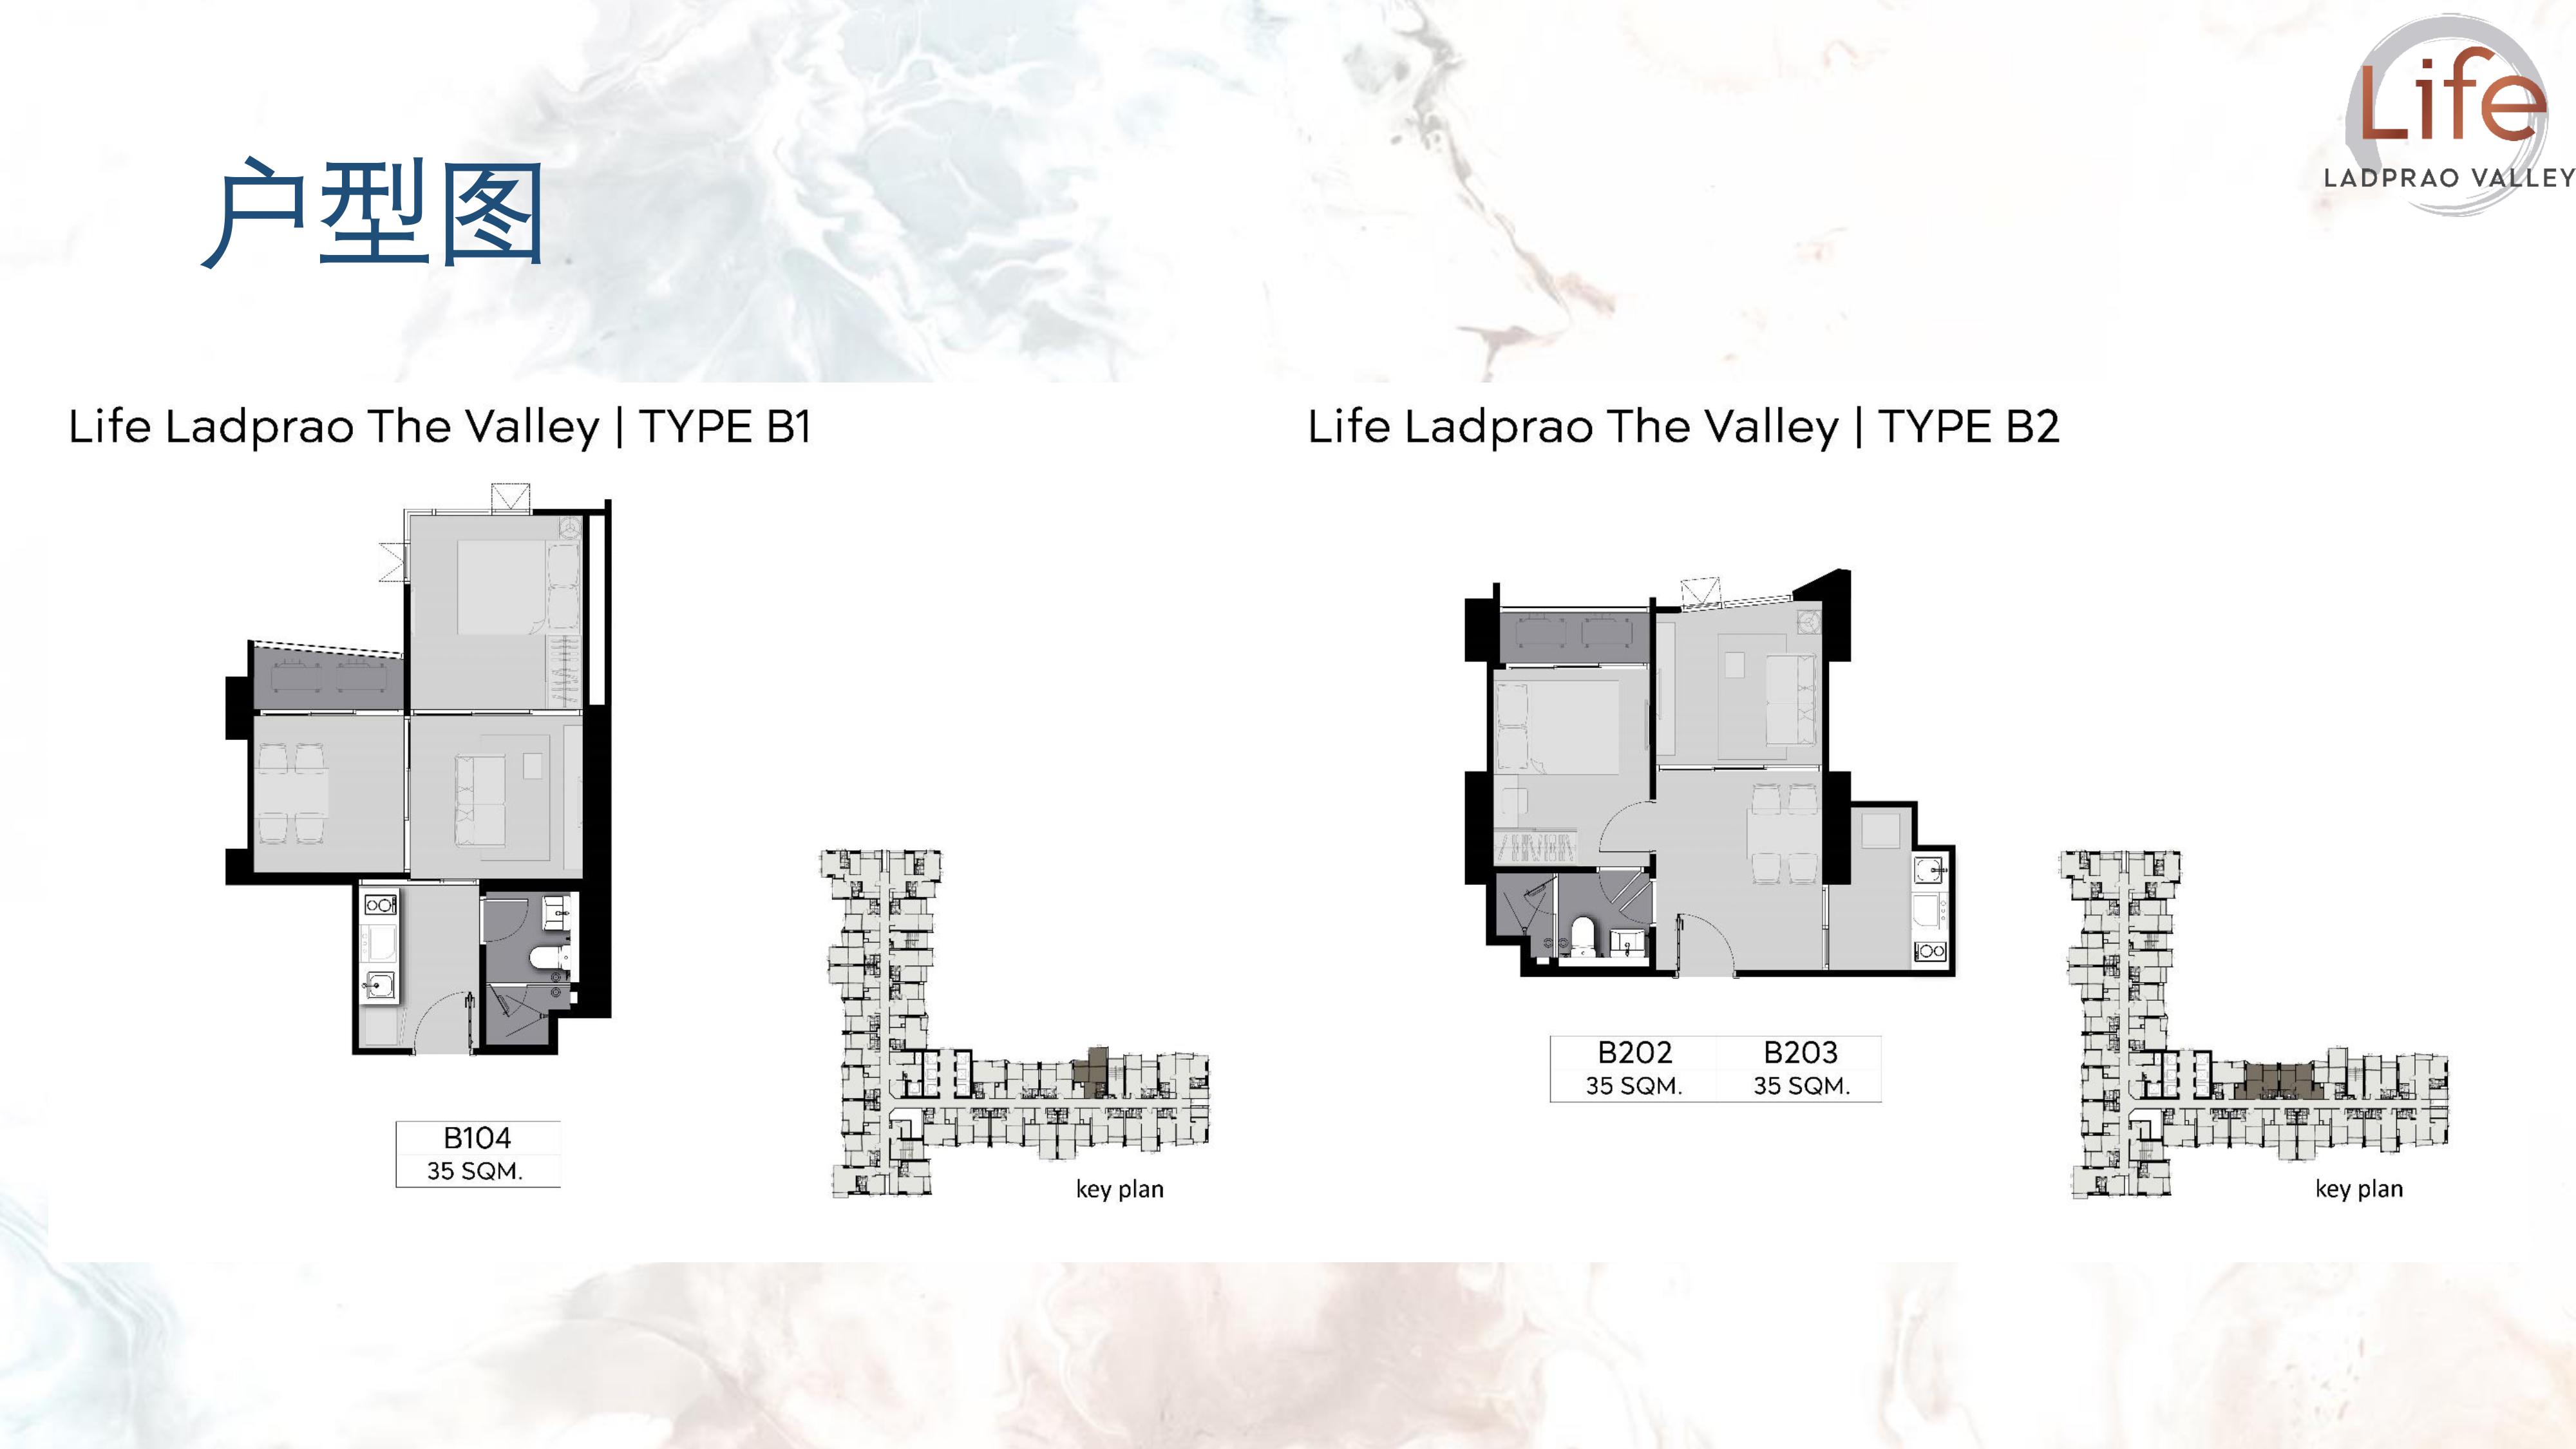 Life
LADPRAO VALLEY
户型图
Life Ladprao The Valley | TYPE B1
B104
35 SQM.
key plan
Life Ladprao The Valley | TYPE B2
B202 B203
35 SQM. 35 SQM.
key plan